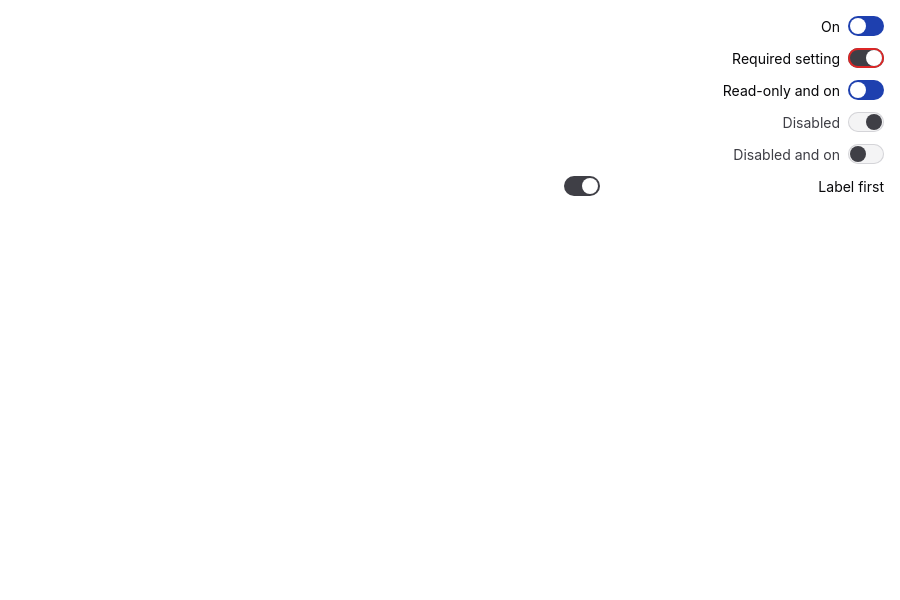 On
Required setting
Read-only and on
Disabled
Disabled and on
Label first